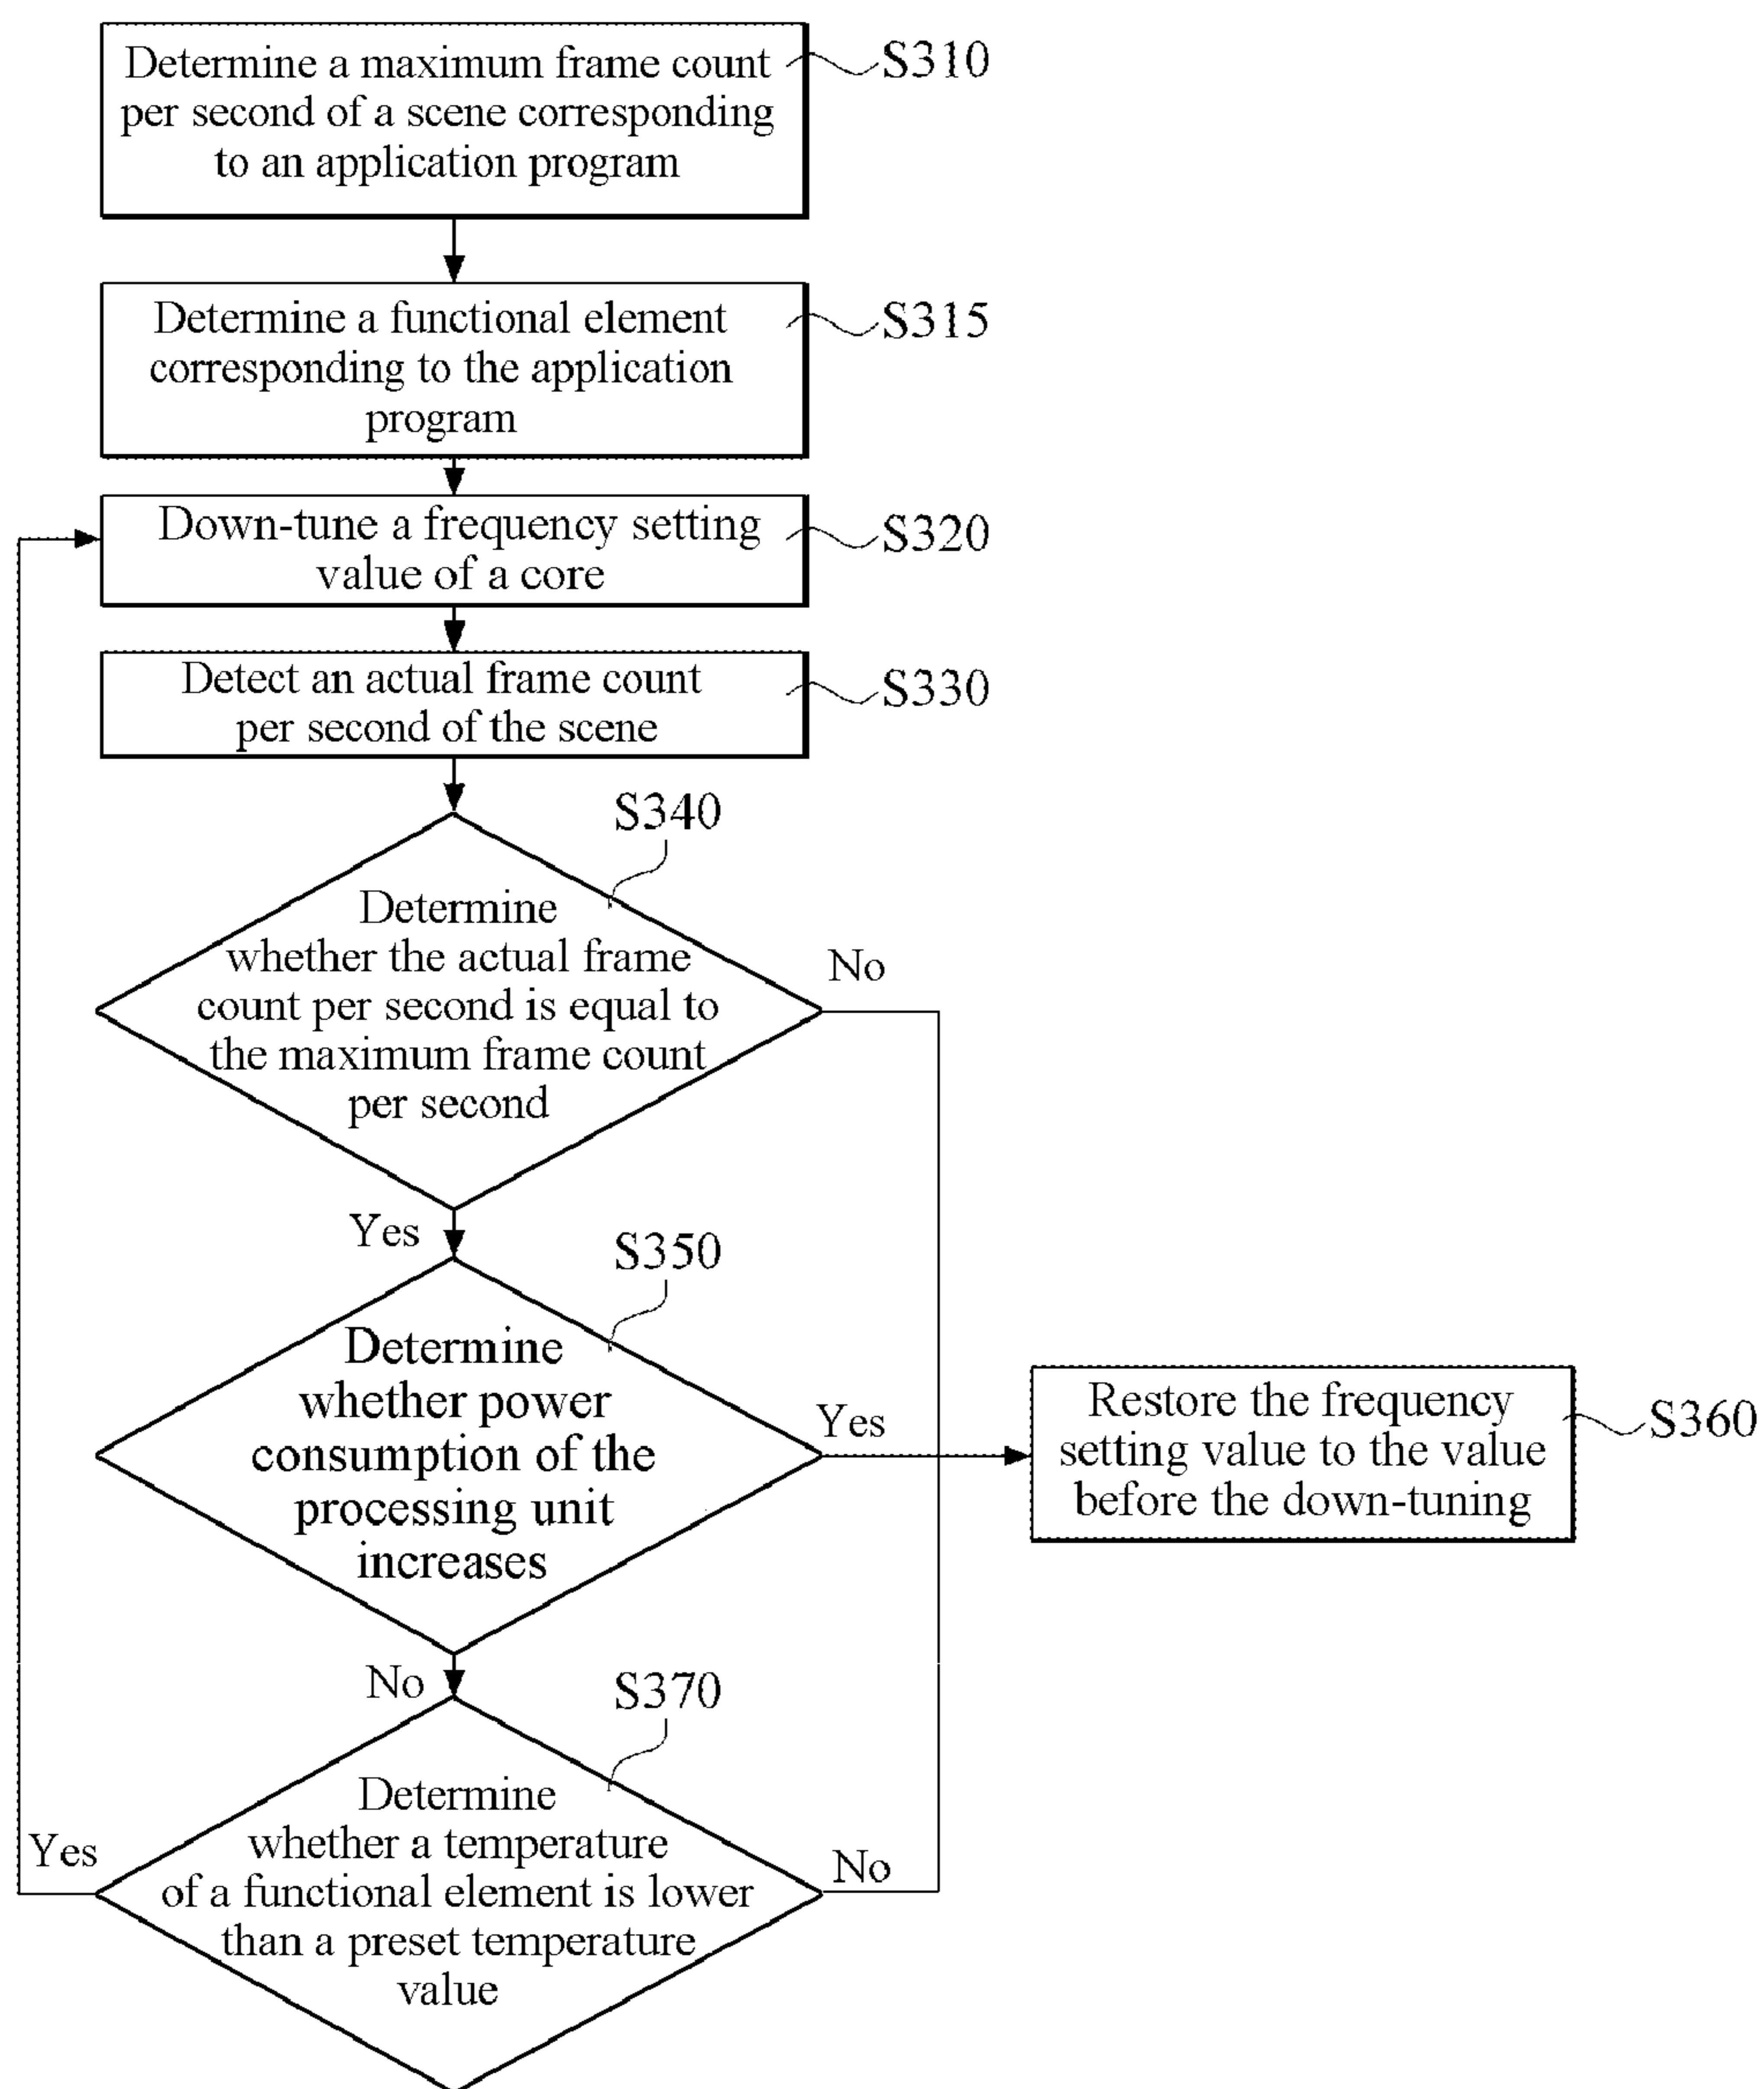 Determine a maximum frame count
per second of a scene corresponding
to an application program
S310
Determine a functional element
corresponding to the application
program
S315
Down-tune a frequency setting
value of a core
S320
Detect an actual frame count
per second of the scene
S330
S340
Determine
whether the actual frame
count per second is equal to
the maximum frame count
per second
No
Yes
S350
Determine
whether power
consumption of the
processing unit
increases
Yes
Restore the frequency
setting value to the value
before the down-tuning
S360
No
S370
Determine
whether a temperature
of a functional element is lower
than a preset temperature
value
Yes
No